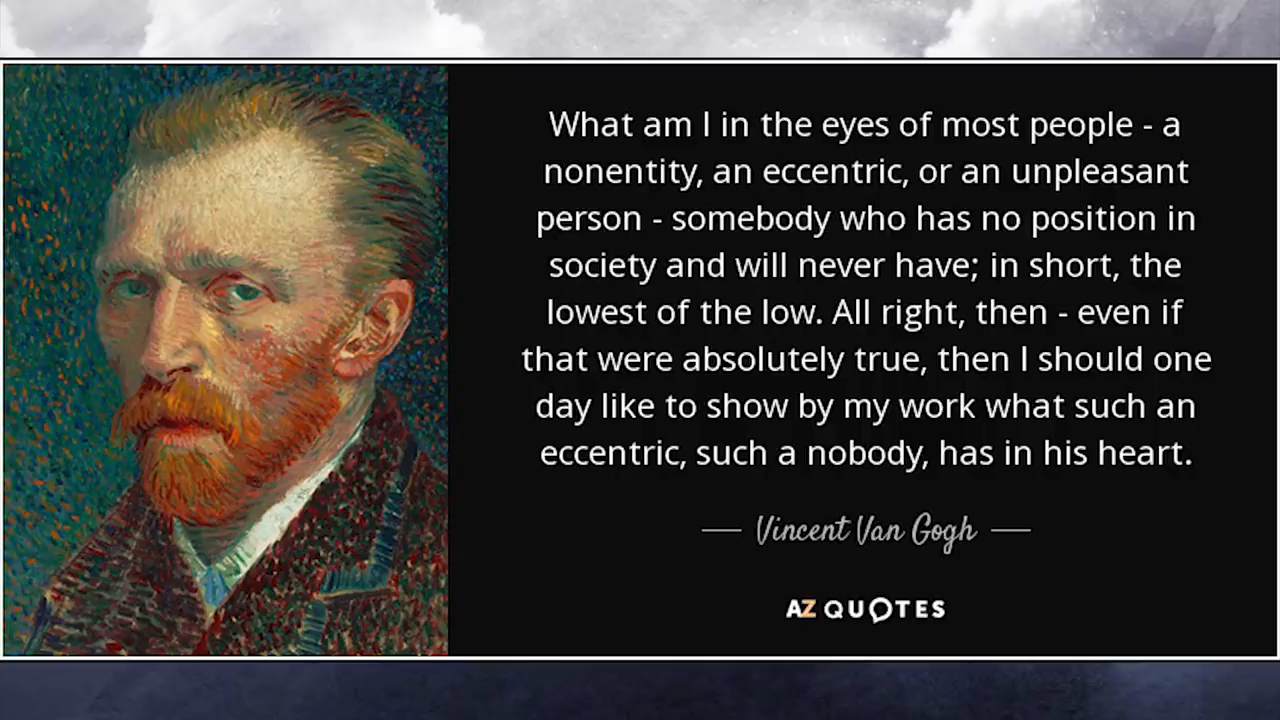 What am I in the eyes of most people - a
nonentity, an eccentric, or an unpleasant
person - somebody who has no position in
society and will never have; in short, the
lowest of the low. All right, then - even if
that were absolutely true, then I should one
day like to show by my work what such an
eccentric, such a nobody, has in his heart.
Vincent Van Gogh
AZ QUOTES